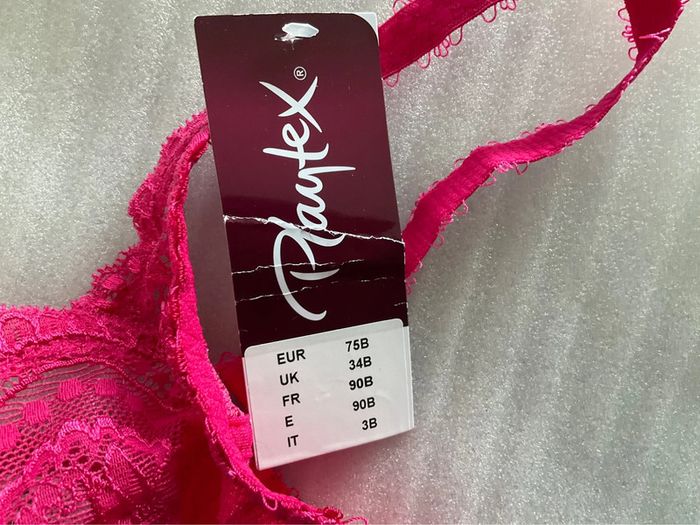 Playtex®
EUR 75B
UK 34B
FR 90B
E 90B
IT 3B